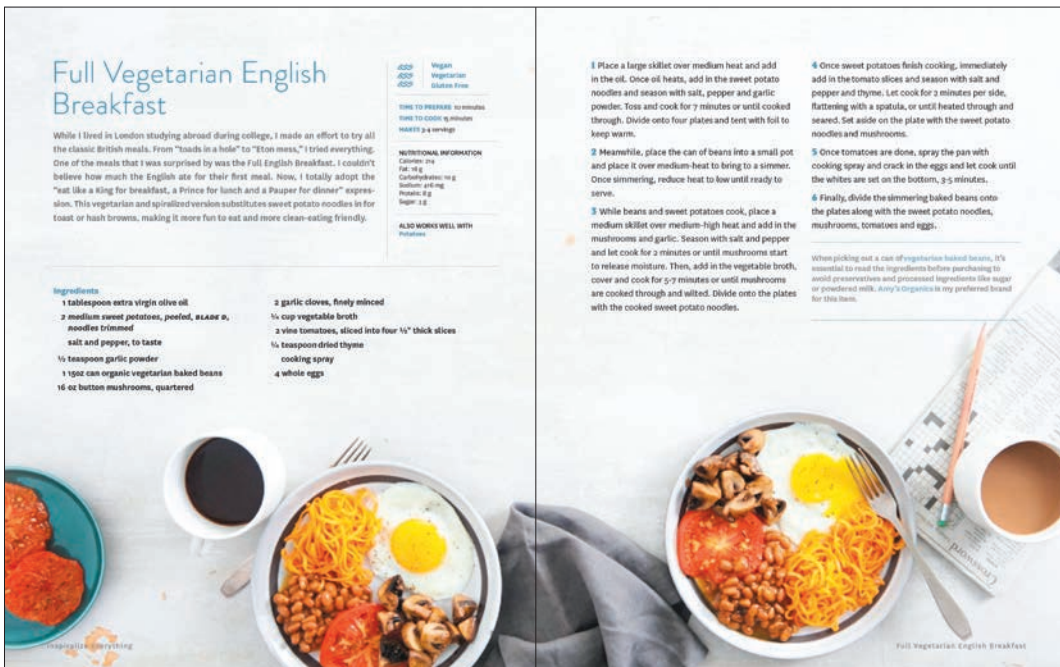 Full Vegetarian English
Breakfast
While I lived in London studying abroad during college, I made an effort to try all
the classic British meals. From "toads in a hole" to "Eton mess," I tried everything.
One of the meals that I was surprised by was the Full English Breakfast. I couldn't
believe how much the English ate for their first meal. Now, I totally adopt the
"eat like a King for breakfast, a Prince for lunch and a Pauper for dinner" expres-
sion. This vegetarian and spiralized version substitutes sweet potato noodles in for
toast or hash browns, making it more fun to eat and more clean-eating friendly.
Vegan
Vegetarian
Gluten Free
TIME TO PREPARE 10 minutes
TIME TO COOK 15 minutes
MAKES 3-4 servings
NUTRITIONAL INFORMATION
Calories: 214
Fat: 16 g
Carbohydrates: 10 g
Sodium: 416 mg
Protein: 8 g
Sugar: 2 g
ALSO WORKS WELL WITH
Potatoes
Ingredients
1 tablespoon extra virgin olive oil
2 medium sweet potatoes, peeled, BLADE D,
noodles trimmed
salt and pepper, to taste
½ teaspoon garlic powder
1 15oz can organic vegetarian baked beans
16 oz button mushrooms, quartered
2 garlic cloves, finely minced
cup vegetable broth
2 vine tomatoes, sliced into four ½" thick slices
teaspoon dried thyme
cooking spray
4 whole eggs
Inspiralize Everything
1 Place a large skillet over medium heat and add
in the oil. Once oil heats, add in the sweet potato
noodles and season with salt, pepper and garlic
powder. Toss and cook for 7 minutes or until cooked
through. Divide onto four plates and tent with foil to
keep warm.
2 Meanwhile, place the can of beans into a small pot
and place it over medium-heat to bring to a simmer.
Once simmering, reduce heat to low until ready to
serve.
3 While beans and sweet potatoes cook, place a
medium skillet over medium-high heat and add in the
mushrooms and garlic. Season with salt and pepper
and let cook for 2 minutes or until mushrooms start
to release moisture. Then, add in the vegetable broth,
cover and cook for 5-7 minutes or until mushrooms
are cooked through and wilted. Divide onto the plates
with the cooked sweet potato noodles.
4 Once sweet potatoes finish cooking, immediately
add in the tomato slices and season with salt and
pepper and thyme. Let cook for 2 minutes per side,
flattening with a spatula, or until heated through and
seared. Set aside on the plate with the sweet potato
noodles and mushrooms.
5 Once tomatoes are done, spray the pan with
cooking spray and crack in the eggs and let cook until
the whites are set on the bottom, 3-5 minutes.
6 Finally, divide the simmering baked beans onto
the plates along with the sweet potato noodles,
mushrooms, tomatoes and eggs.
When picking out a can of vegetarian baked beans, it's
essential to read the ingredients before purchasing to
avoid preservatives and processed ingredients like sugar
or powdered milk. Amy's Organics is my preferred brand
for this item.
Crossword
Full Vegetarian English Breakfast